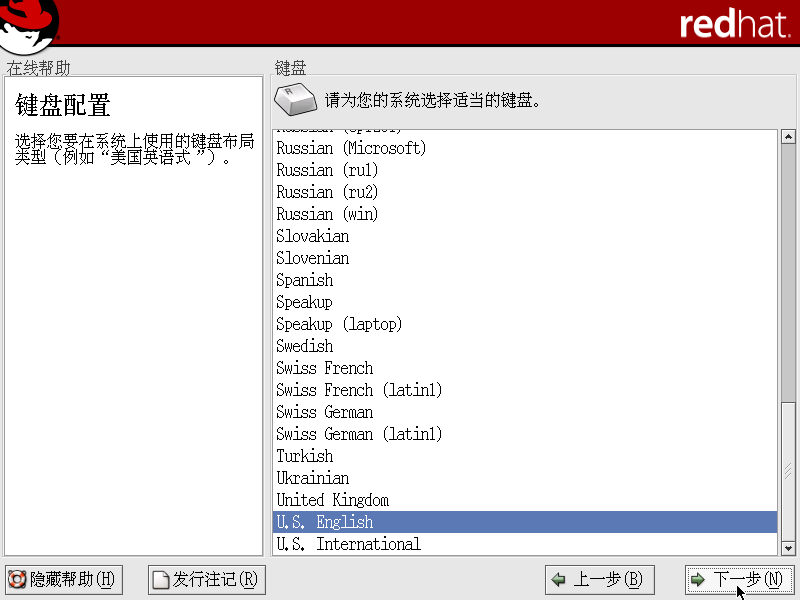 redhat.
在线帮助
键盘配置
选择您要在系统上使用的键盘布局
类型（例如“美国英语式 ”）。
键盘
请为您的系统选择适当的键盘。
Russian (Microsoft)
Russian (ru1)
Russian (ru2)
Russian (win)
Slovakian
Slovenian
Spanish
Speakup
Speakup (laptop)
Swedish
Swiss French
Swiss French (latin1)
Swiss German
Swiss German (latin1)
Turkish
Ukrainian
United Kingdom
U.S. English
U.S. International
隐藏帮助(H)
发行注记(R)
上一步(B)
下一步(N)